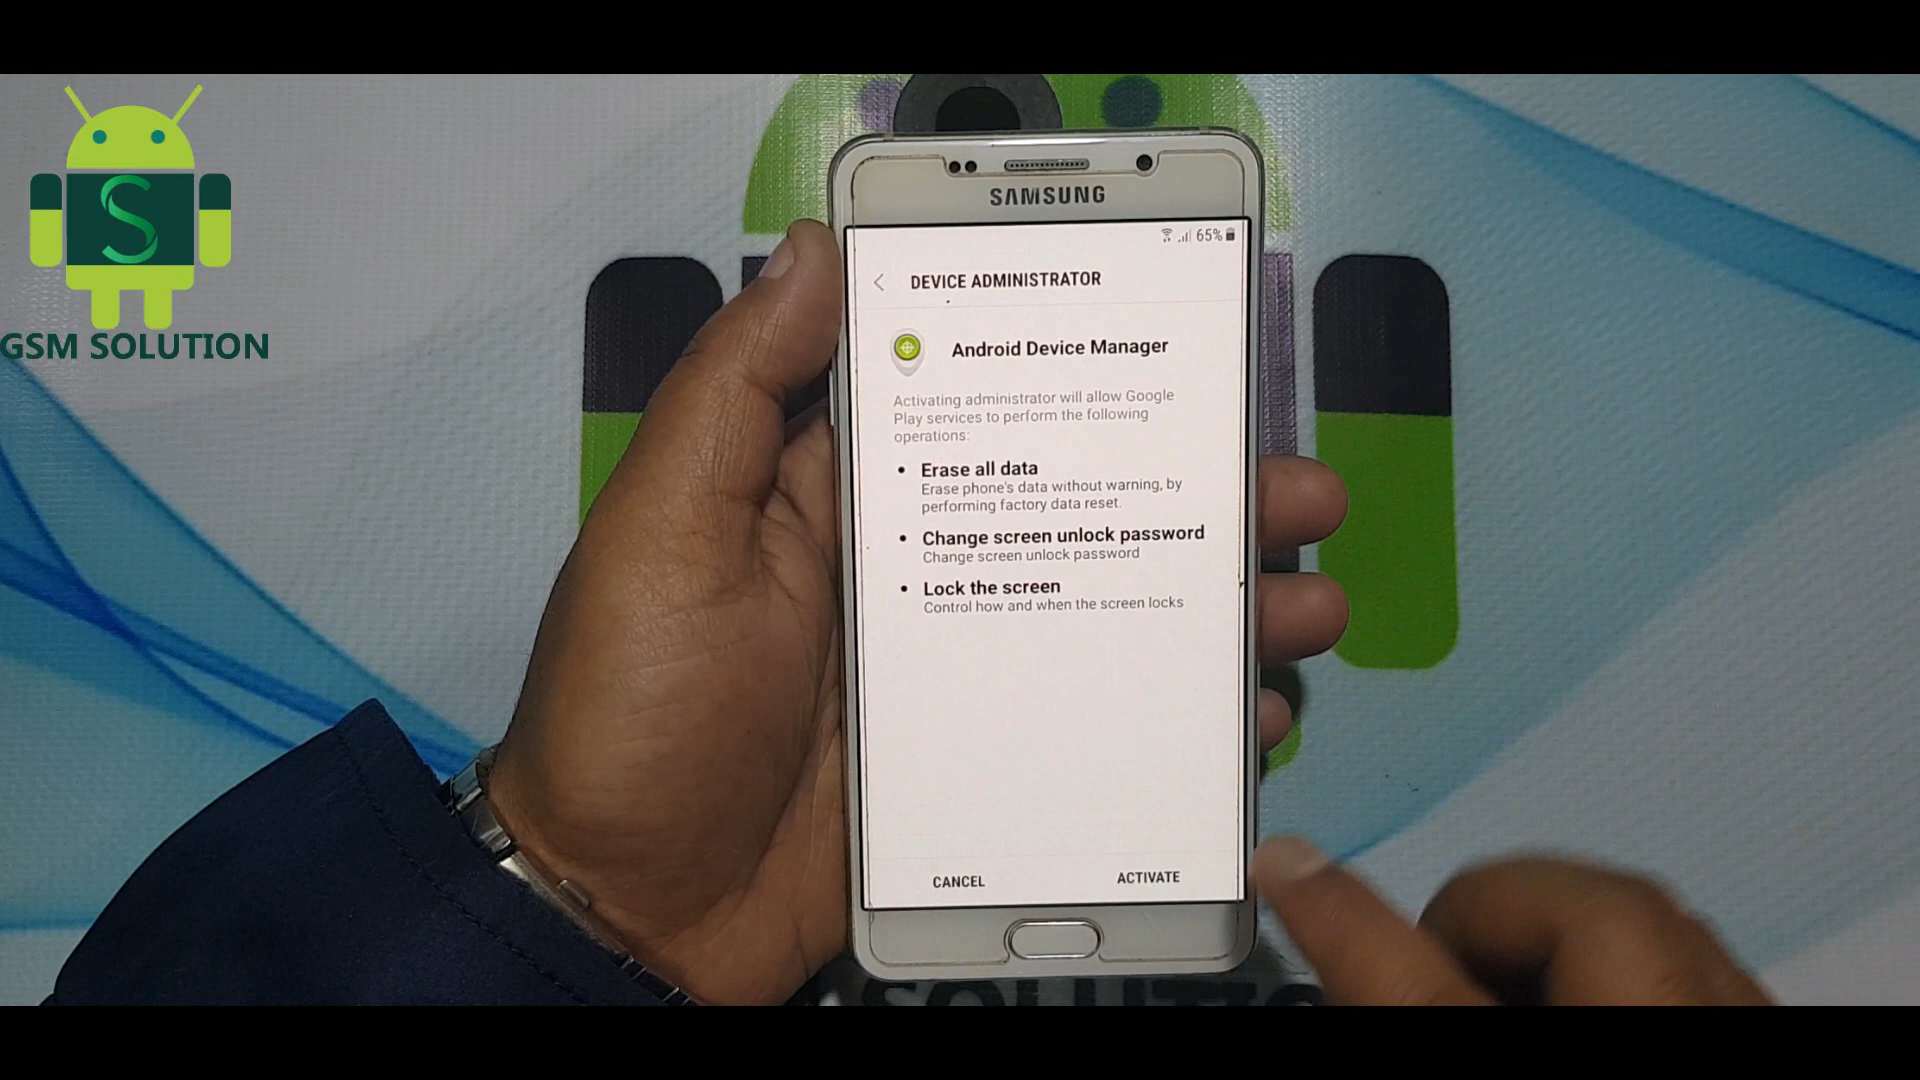 GSM SOLUTION
SAMSUNG
65%
DEVICE ADMINISTRATOR
Android Device Manager
Activating administrator will allow Google
Play services to perform the following
operations:
• Erase all data
Erase phone's data without warning, by
performing factory data reset.
• Change screen unlock password
Change screen unlock password
• Lock the screen
Control how and when the screen locks
CANCEL
ACTIVATE